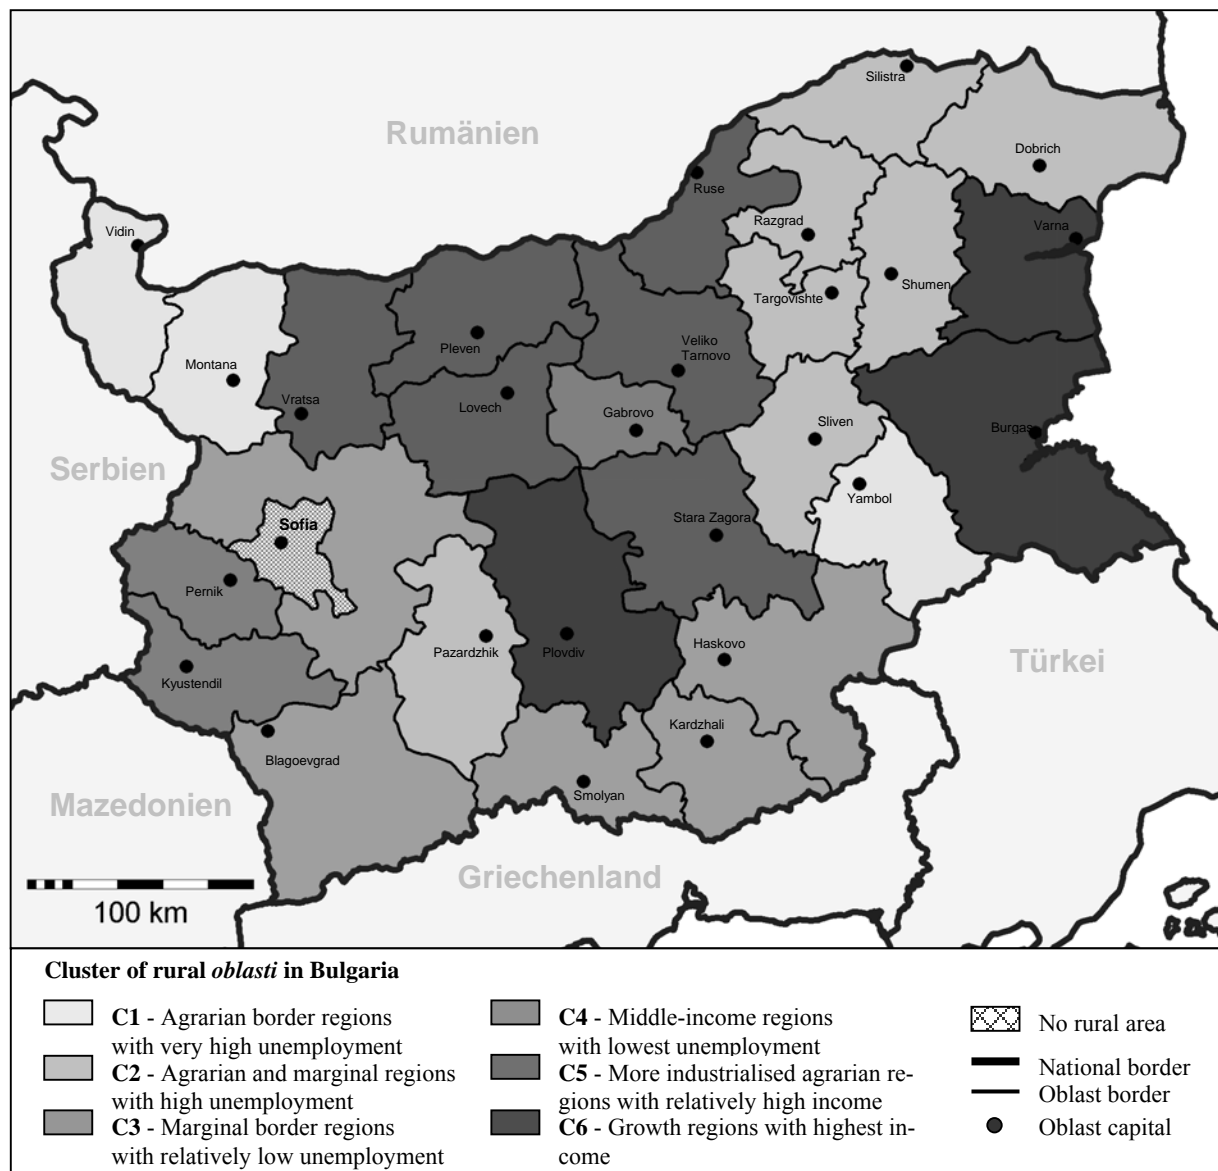 Silistra
Rumänien
Dobrich
Ruse
Razgrad
Varna
Vidin
Targovishte
Shumen
Pleven
Veliko
Tarnovo
Montana
Vratsa
Lovech
Gabrovo
Sliven
Burgas
Serbien
Yambol
Sofia
Stara Zagora
Pernik
Pazardzhik
Plovdiv
Haskovo
Türkei
Kyustendil
Kardzhali
Blagoevgrad
Mazedonien
Smolyan
Griechenland
100 km
Cluster of rural oblasti in Bulgaria
C1 - Agrarian border regions
with very high unemployment
C2 - Agrarian and marginal regions
with high unemployment
C3 - Marginal border regions
with relatively low unemployment
C4 - Middle-income regions
with lowest unemployment
C5 - More industrialised agrarian re-
gions with relatively high income
C6 - Growth regions with highest in-
come
No rural area
National border
Oblast border
Oblast capital